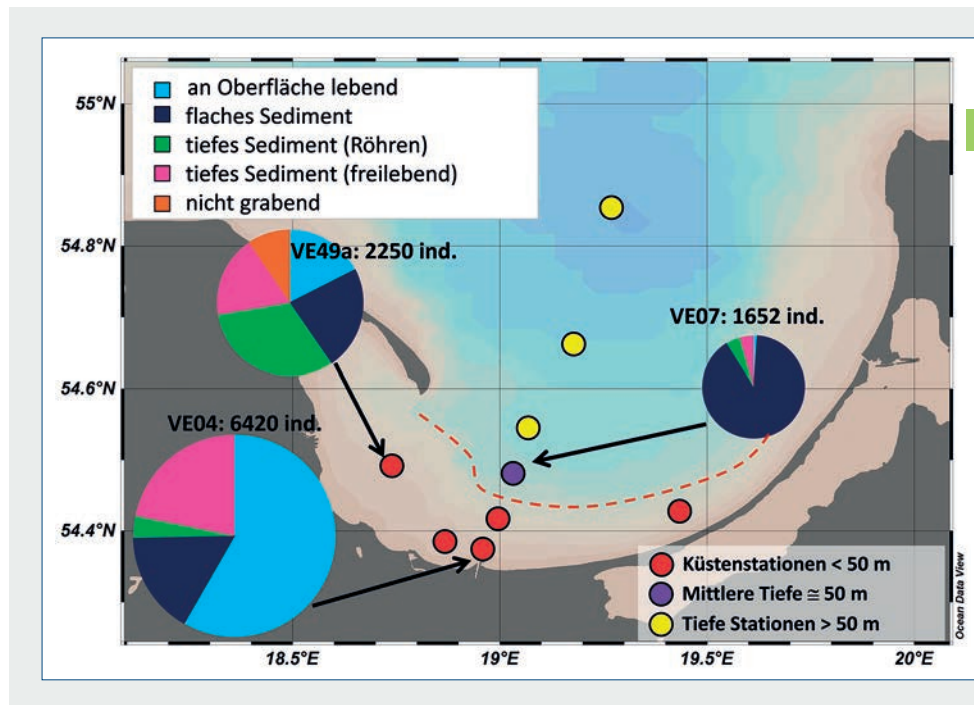 an Oberfläche lebend
flaches Sediment
tiefes Sediment (Röhren)
tiefes Sediment (freilebend)
nicht grabend
55°N
54.8°N
54.6°N
54.4°N
VE49a: 2250 ind.
VE07: 1652 ind.
VE04: 6420 ind.
Küstenstationen < 50 m
Mittlere Tiefe ≅ 50 m
Tiefe Stationen > 50 m
Ocean Data View
18.5°E
19°E
19.5°E
20°E